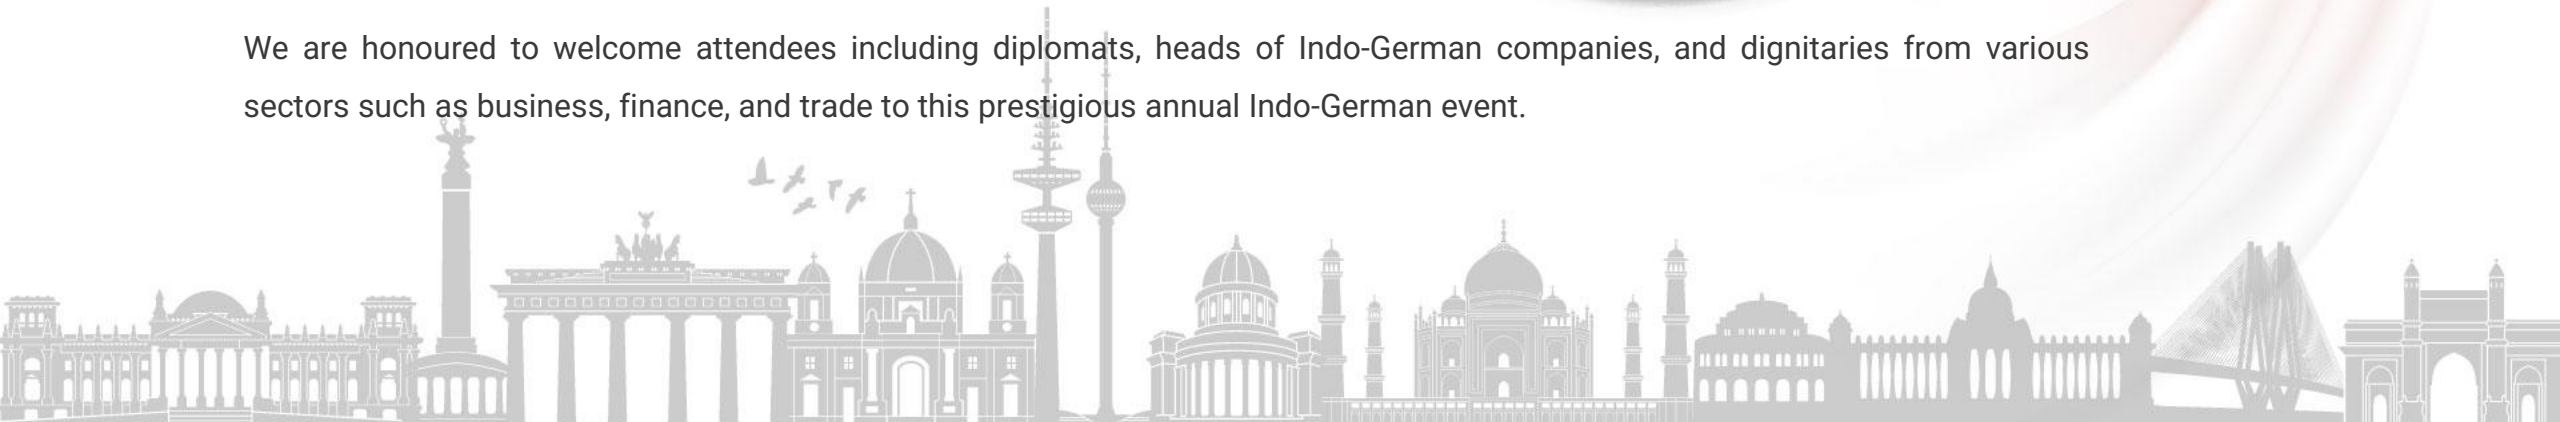 We are honoured to welcome attendees including diplomats, heads of Indo-German companies, and dignitaries from various
sectors such as business, finance, and trade to this prestigious annual Indo-German event.